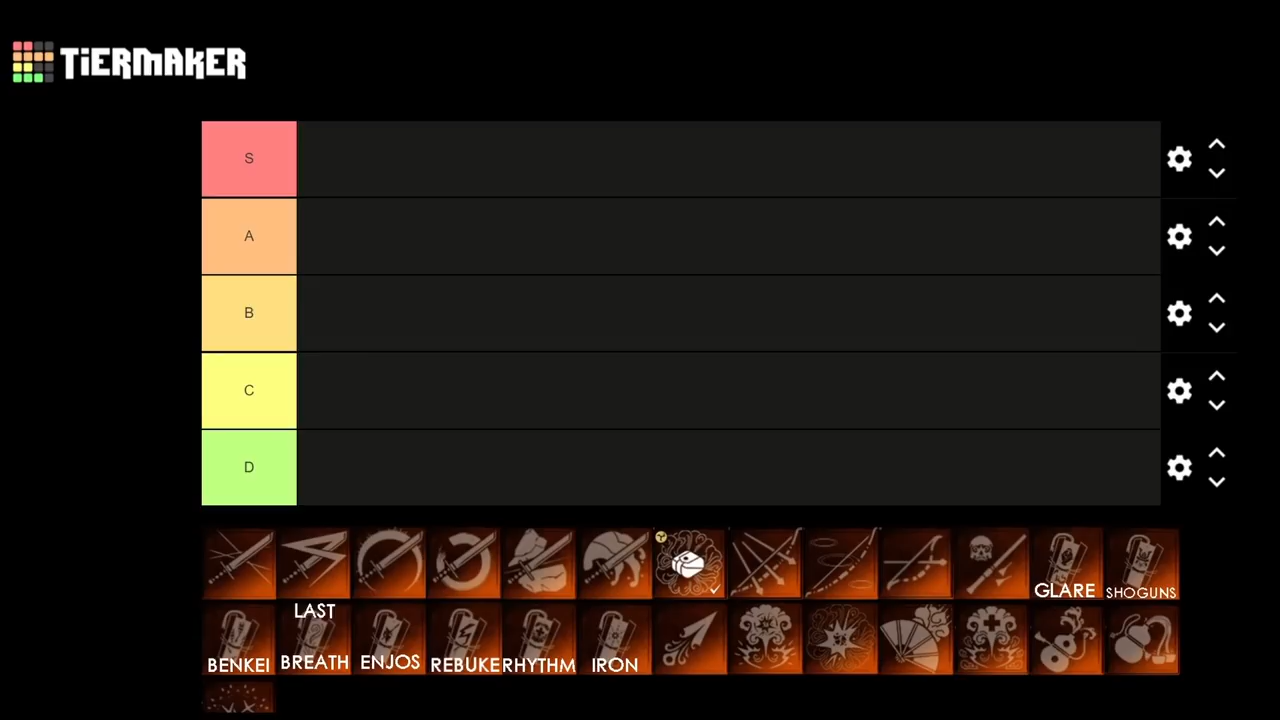 TiERMAKER
S
A
B
C
D
GLARE
SHOGUNS
BENKEI
LAST
BREATH
ENJOS
REBUKE
RHYTHM
IRON